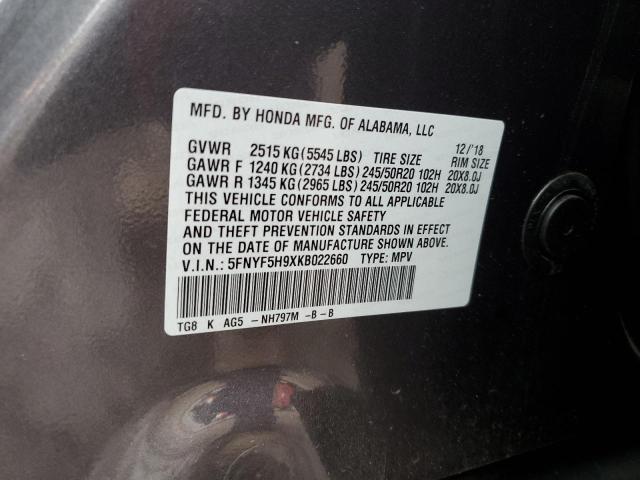 MFD. BY HONDA MFG. OF ALABAMA, LLC
GVWR 2515 KG (5545 LBS) TIRE SIZE 12/'18 RIM SIZE
GAWR F 1240 KG (2734 LBS) 245/50R20 102H 20X8.0J
GAWR R 1345 KG (2965 LBS) 245/50R20 102H 20X8.0J
THIS VEHICLE CONFORMS TO ALL APPLICABLE
FEDERAL MOTOR VEHICLE SAFETY
AND THEFT PREVENTION STANDARDS IN EFFECT
ON THE DATE OF MANUFACTURE SHOWN ABOVE.
V.I.N.: 5FNYF5H9XKB022660 TYPE: MPV
TG8 K AG5 -NH797M -B -B